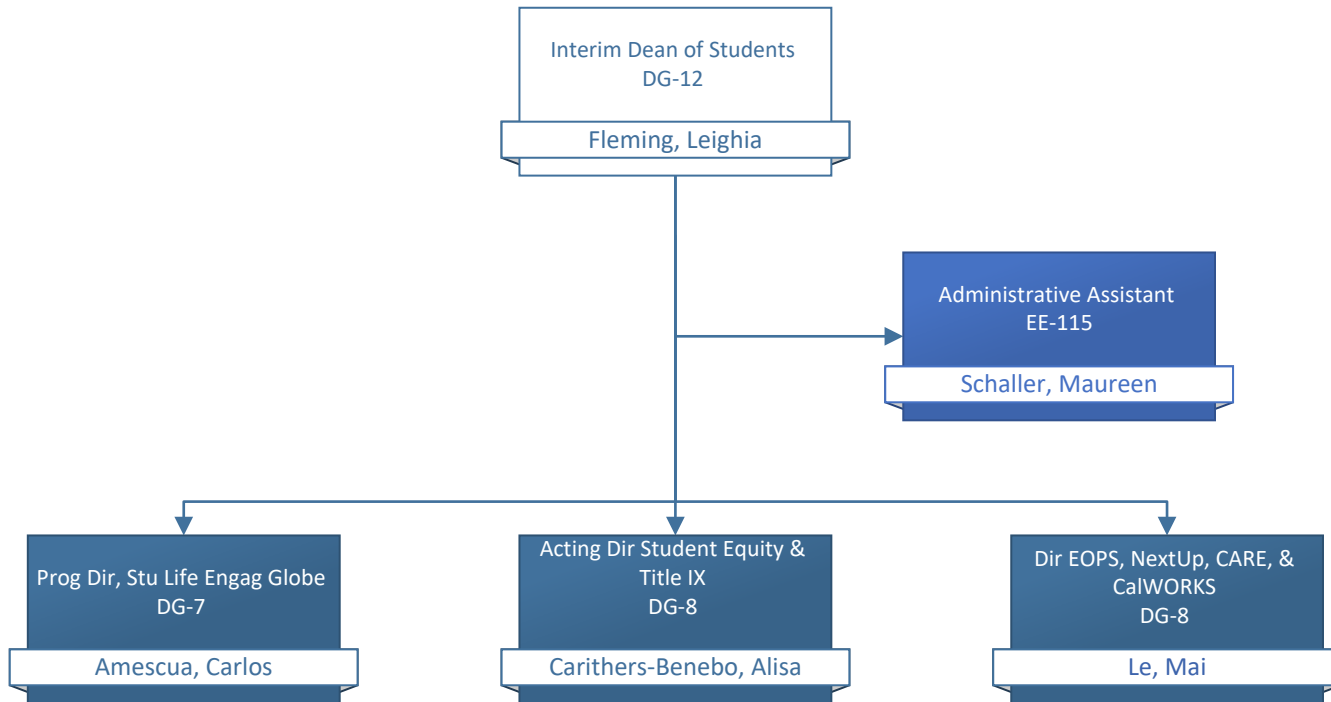 Interim Dean of Students
DG-12
Fleming, Leighia
Administrative Assistant
EE-115
Schaller, Maureen
Prog Dir, Stu Life Engag Globe
DG-7
Amescua, Carlos
Acting Dir Student Equity &
Title IX
DG-8
Carithers-Benebo, Alisa
Dir EOPS, NextUp, CARE, &
CalWORKS
DG-8
Le, Mai